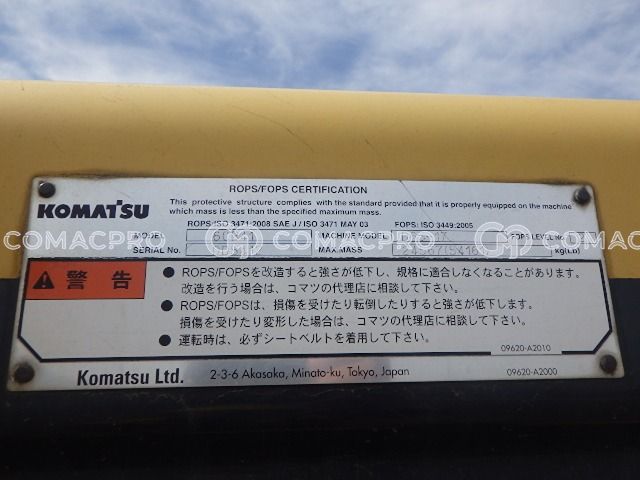 ROPS/FOPS CERTIFICATION
This protective structure complies with the standard provided that it is properly equipped on the machine
which mass is less than the specified maximum mass.
KOMATSU
ROPS: ISO 3471:2008 SAE J / ISO 3471 MAY 03 FOPS: ISO 3449:2005
MODEL MACHINE MODEL FOPS LEVEL
SERIAL No. MAX.MASS kg(Lb)
COMACPRO COMACPRO COMACPRO
警告
● ROPS/FOPSを改造すると強さが低下し、規格に適合しなくなることがあります。
改造を行う場合は、コマツの代理店に相談して下さい。
● ROPS/FOPSは、損傷を受けたり転倒したりすると強さが低下します。
損傷を受けたり変形した場合は、コマツの代理店に相談して下さい。
● 運転時は、必ずシートベルトを着用して下さい。
09620-A2010
Komatsu Ltd. 2-3-6 Akasaka, Minato-ku, Tokyo, Japan 09620-A2000